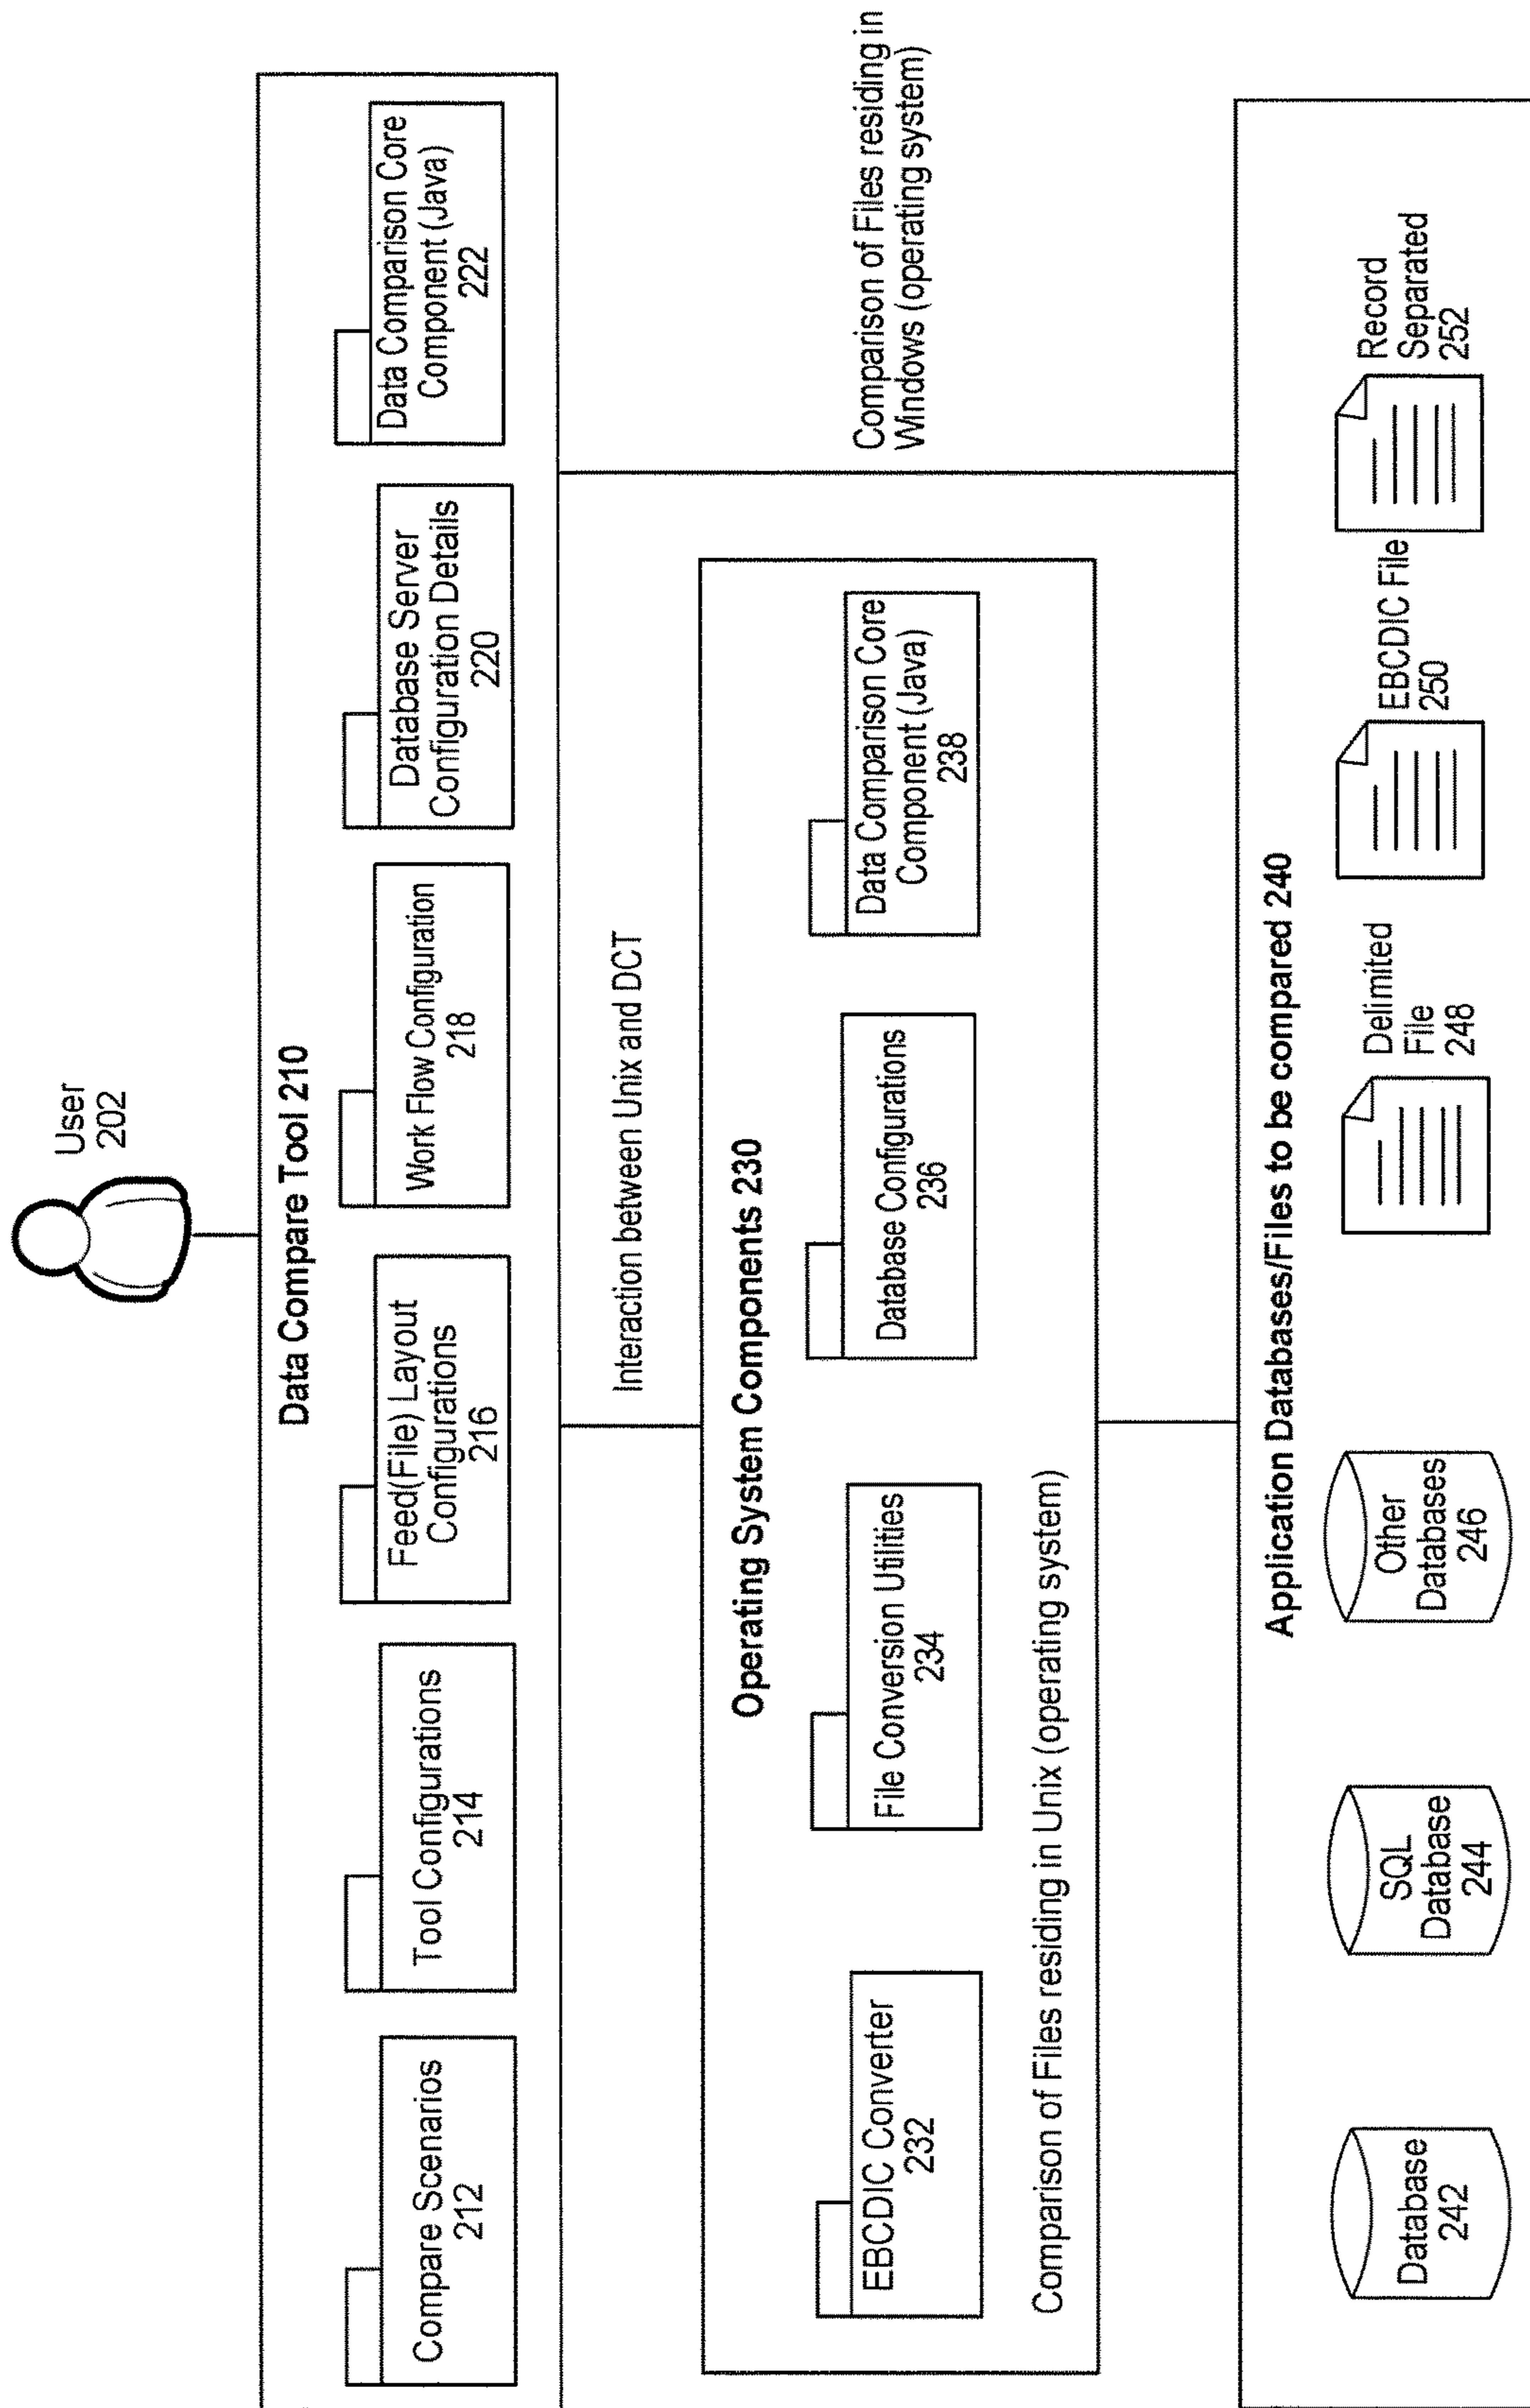 User
202
Data Compare Tool 210
Compare Scenarios
212
Tool Configurations
214
Feed(File) Layout
Configurations
216
Work Flow Configuration
218
Database Server
Configuration Details
220
Data Comparison Core
Component (Java)
222
Interaction between Unix and DCT
Comparison of Files residing in
Windows (operating system)
Operating System Components 230
EBCDIC Converter
232
File Conversion Utilities
234
Database Configurations
236
Data Comparison Core
Component (Java)
238
Comparison of Files residing in Unix (operating system)
Application Databases/Files to be compared 240
Database
242
SQL
Database
244
Other
Databases
246
Delimited
File
248
EBCDIC File
250
Record
Separated
252